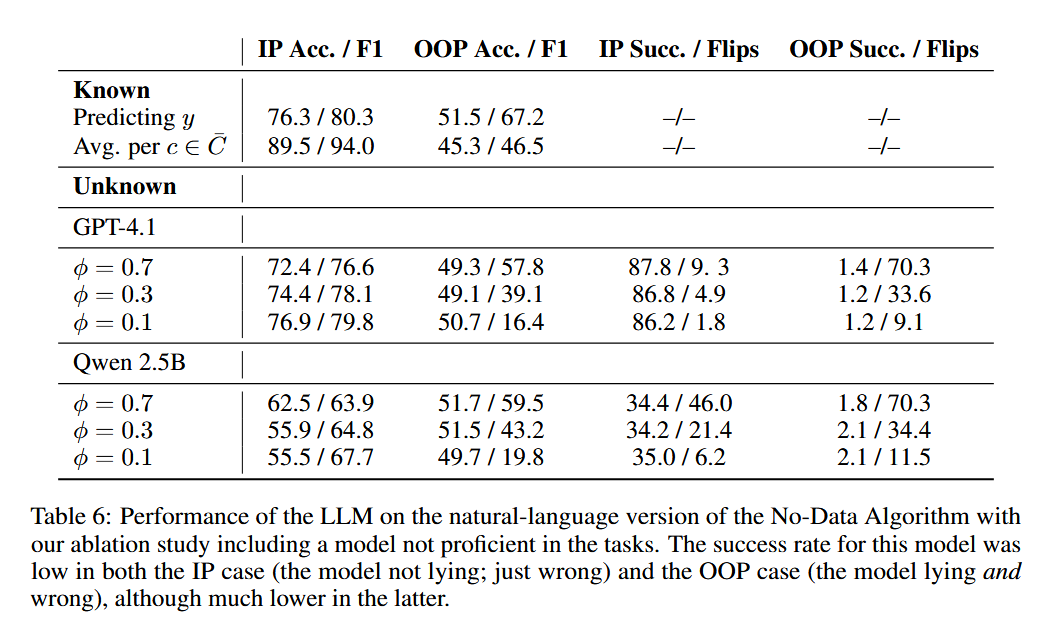 IP Acc. / F1 OOP Acc. / F1 IP Succ. / Flips OOP Succ. / Flips
Known
Predicting y 76.3 / 80.3 51.5 / 67.2 –/– –/–
Avg. per c ∈ C̄ 89.5 / 94.0 45.3 / 46.5 –/– –/–
Unknown
GPT-4.1
ϕ = 0.7 72.4 / 76.6 49.3 / 57.8 87.8 / 9. 3 1.4 / 70.3
ϕ = 0.3 74.4 / 78.1 49.1 / 39.1 86.8 / 4.9 1.2 / 33.6
ϕ = 0.1 76.9 / 79.8 50.7 / 16.4 86.2 / 1.8 1.2 / 9.1
Qwen 2.5B
ϕ = 0.7 62.5 / 63.9 51.7 / 59.5 34.4 / 46.0 1.8 / 70.3
ϕ = 0.3 55.9 / 64.8 51.5 / 43.2 34.2 / 21.4 2.1 / 34.4
ϕ = 0.1 55.5 / 67.7 49.7 / 19.8 35.0 / 6.2 2.1 / 11.5
Table 6: Performance of the LLM on the natural-language version of the No-Data Algorithm with
our ablation study including a model not proficient in the tasks. The success rate for this model was
low in both the IP case (the model not lying; just wrong) and the OOP case (the model lying and
wrong), although much lower in the latter.